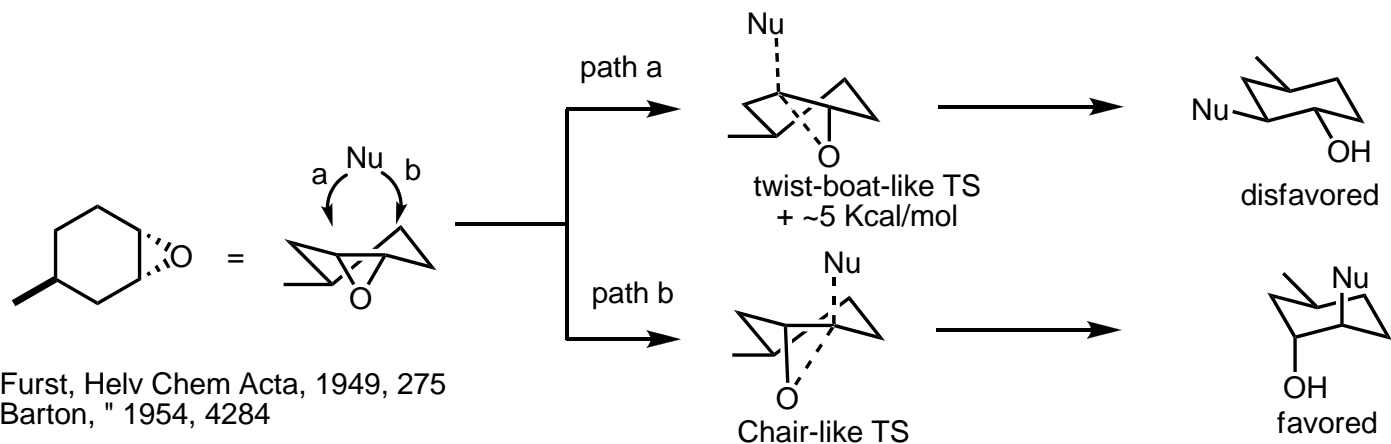 Nu
path a
Nu
a
b
Nu
OH
O
twist-boat-like TS
+ ~5 Kcal/mol
disfavored
O
=
O
Nu
path b
Nu
O
OH
Chair-like TS
favored
Furst, Helv Chem Acta, 1949, 275
Barton, " 1954, 4284